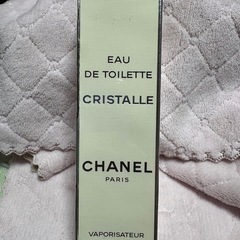 EAU
DE TOILETTE
CRISTALLE
CHANEL
PARIS
VAPORISATEUR